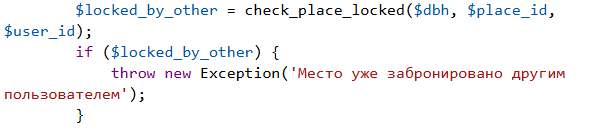 $locked_by_other = check_place_locked($dbh, $place_id,
$user_id);
if ($locked_by_other) {
throw new Exception('Место уже забронировано другим
пользователем');
}